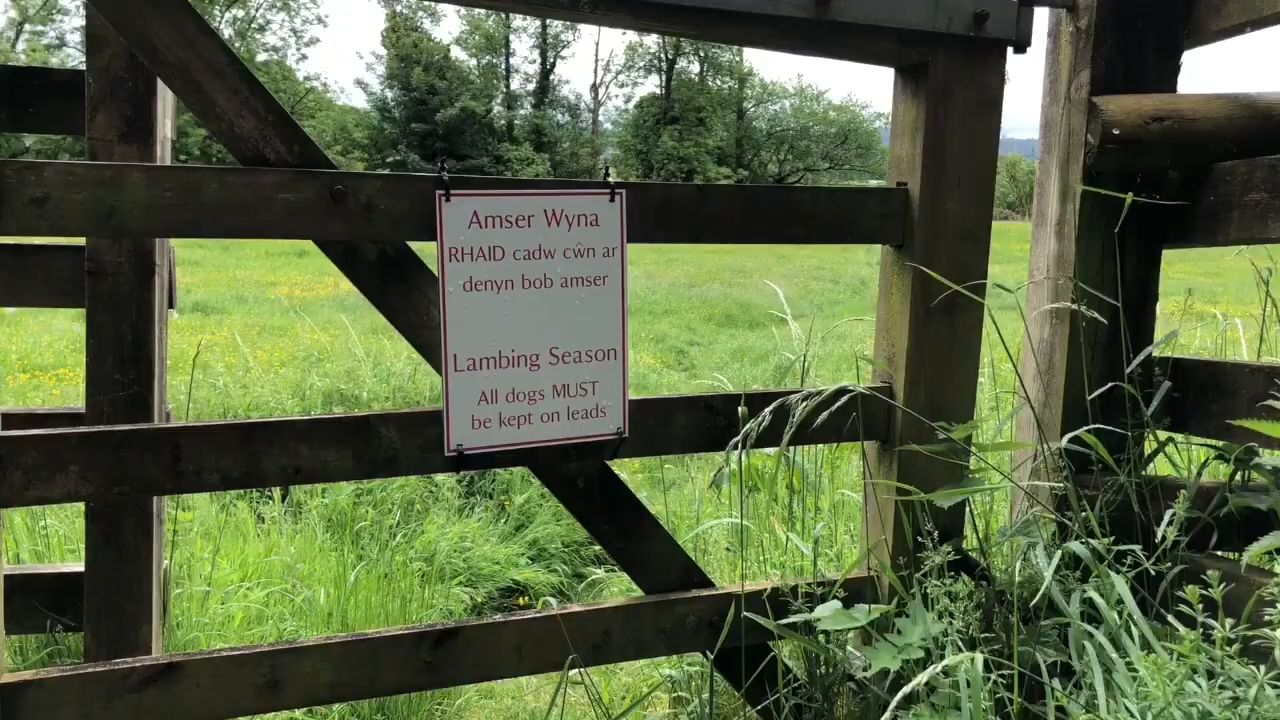 Amser Wyna
RHAID cadw cŵn ar
denyn bob amser
Lambing Season
All dogs MUST
be kept on leads